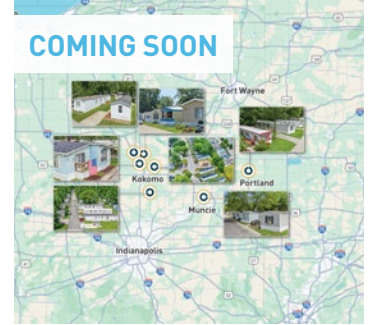 COMING SOON
Fort Wayne
Kokomo
Portland
Muncie
Indianapolis